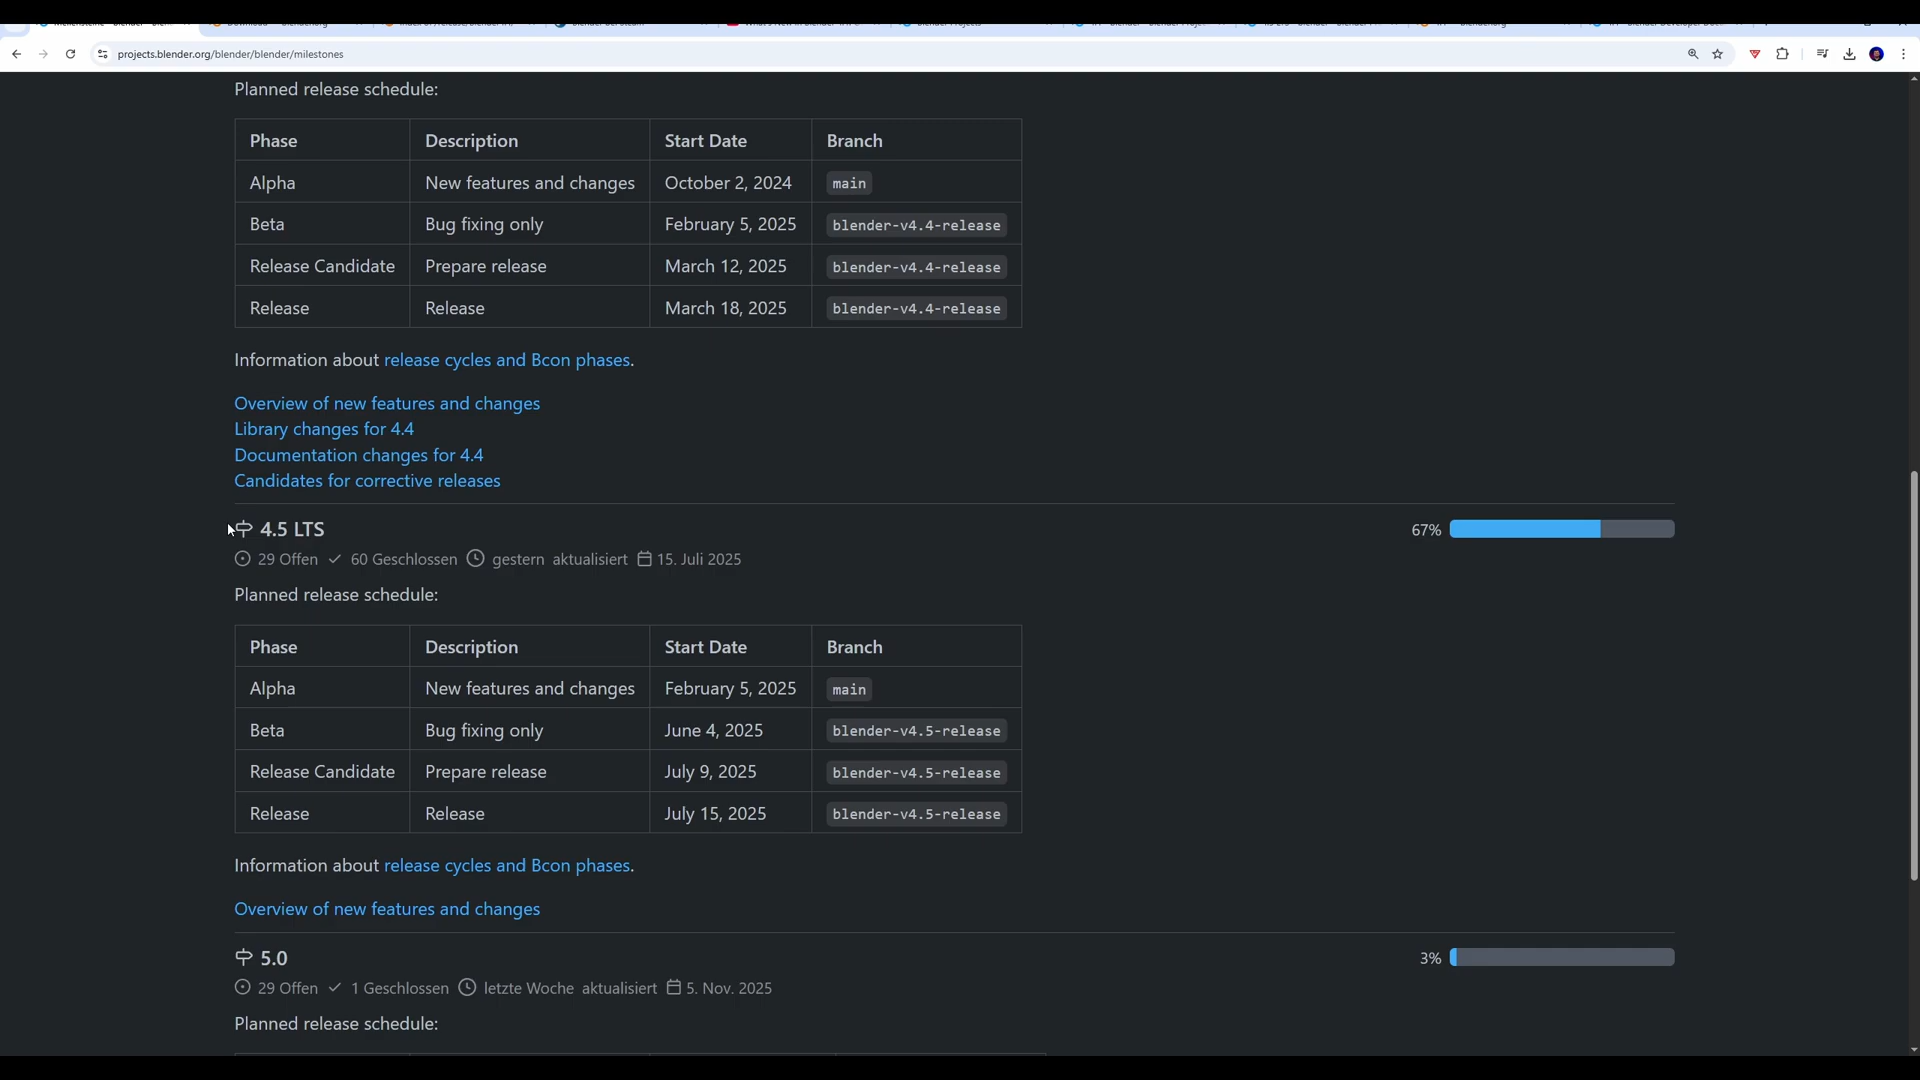 projects.blender.org/blender/blender/milestones
Planned release schedule:
Phase Description Start Date Branch
Alpha New features and changes October 2, 2024 main
Beta Bug fixing only February 5, 2025 blender-v4.4-release
Release Candidate Prepare release March 12, 2025 blender-v4.4-release
Release Release March 18, 2025 blender-v4.4-release
Information about release cycles and Bcon phases.
Overview of new features and changes
Library changes for 4.4
Documentation changes for 4.4
Candidates for corrective releases
4.5 LTS 67%
29 Offen 60 Geschlossen gestern aktualisiert 15. Juli 2025
Planned release schedule:
Phase Description Start Date Branch
Alpha New features and changes February 5, 2025 main
Beta Bug fixing only June 4, 2025 blender-v4.5-release
Release Candidate Prepare release July 9, 2025 blender-v4.5-release
Release Release July 15, 2025 blender-v4.5-release
Information about release cycles and Bcon phases.
Overview of new features and changes
5.0 3%
29 Offen 1 Geschlossen letzte Woche aktualisiert 5. Nov. 2025
Planned release schedule: